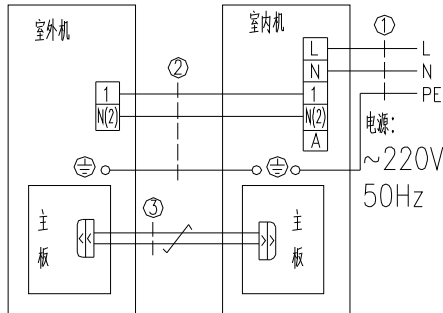 室外机
室内机
①
L
L
N
N
②
1
1
PE
N(2)
N(2)
A
电源:
~220V
50Hz
③
主板
主板